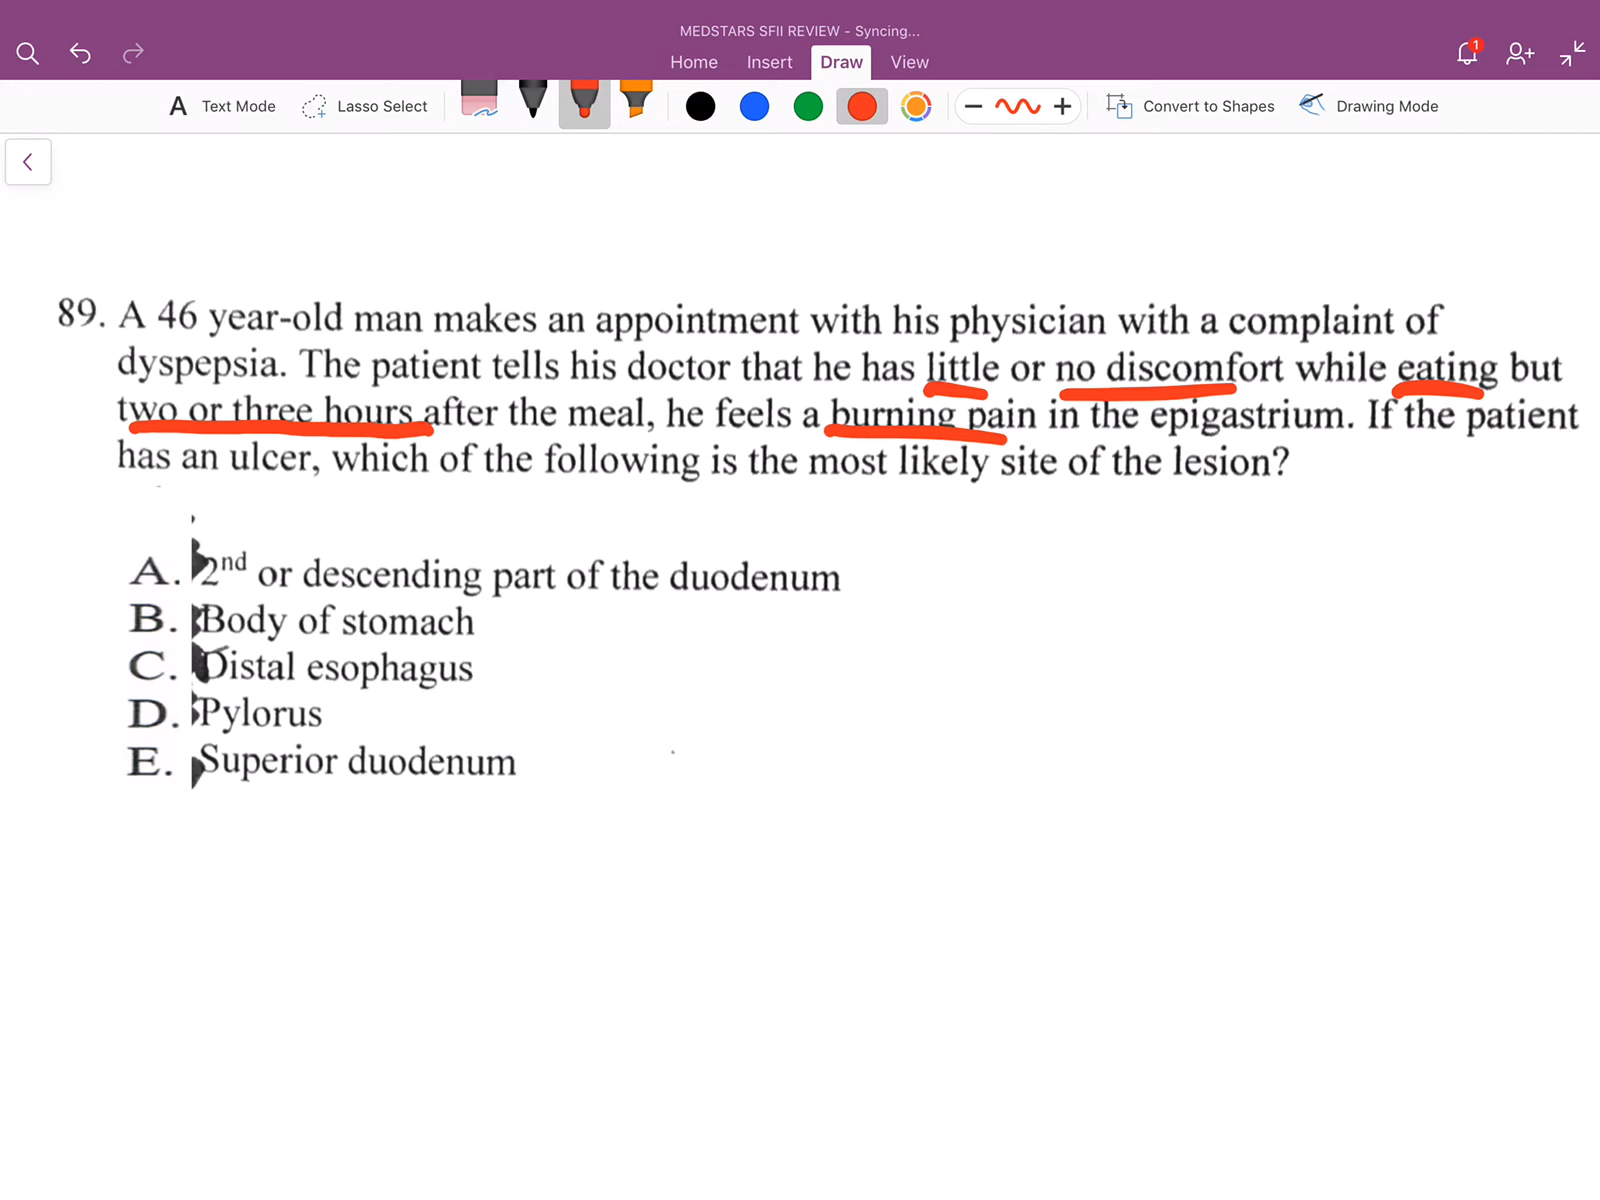 MEDSTARS SFII REVIEW - Syncing...
Home Insert Draw View
1
A Text Mode Lasso Select Convert to Shapes Drawing Mode
89. A 46 year-old man makes an appointment with his physician with a complaint of
dyspepsia. The patient tells his doctor that he has little or no discomfort while eating but
two or three hours after the meal, he feels a burning pain in the epigastrium. If the patient
has an ulcer, which of the following is the most likely site of the lesion?
A. 2nd or descending part of the duodenum
B. Body of stomach
C. Distal esophagus
D. Pylorus
E. Superior duodenum